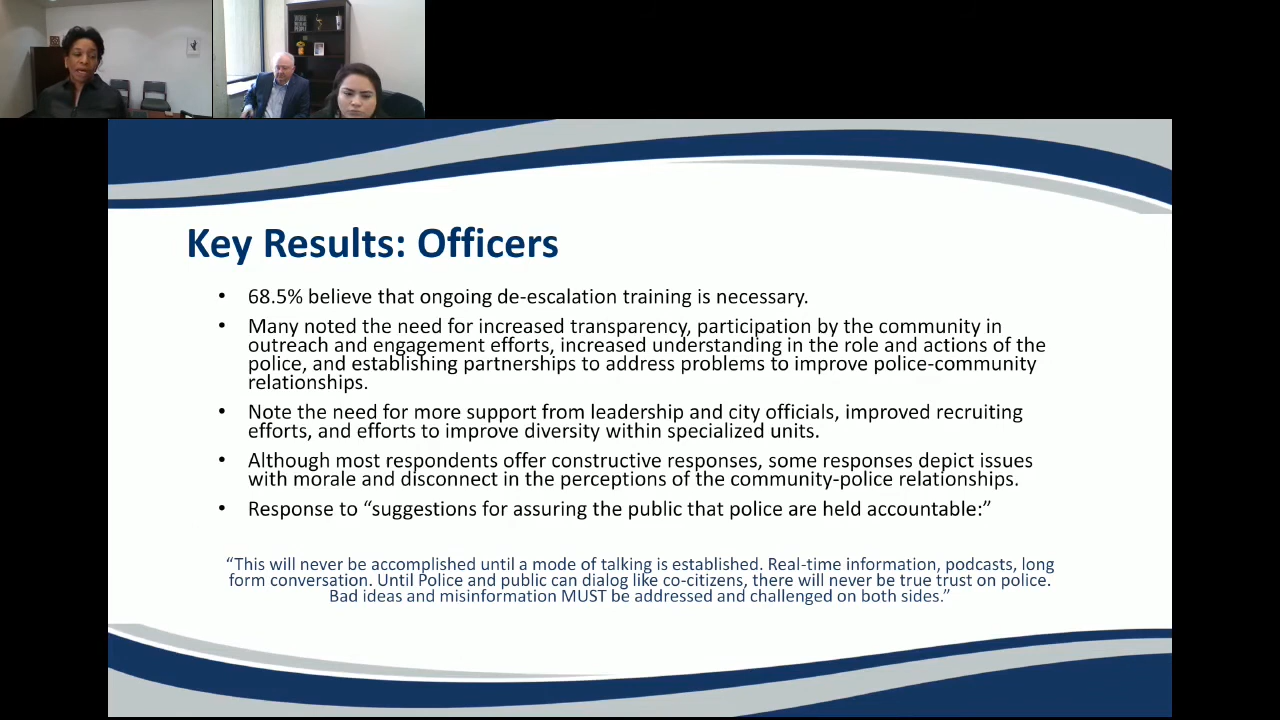 Key Results: Officers
• 68.5% believe that ongoing de-escalation training is necessary.
• Many noted the need for increased transparency, participation by the community in
outreach and engagement efforts, increased understanding in the role and actions of the
police, and establishing partnerships to address problems to improve police-community
relationships.
• Note the need for more support from leadership and city officials, improved recruiting
efforts, and efforts to improve diversity within specialized units.
• Although most respondents offer constructive responses, some responses depict issues
with morale and disconnect in the perceptions of the community-police relationships.
• Response to “suggestions for assuring the public that police are held accountable:”
“This will never be accomplished until a mode of talking is established. Real-time information, podcasts, long
form conversation. Until Police and public can dialog like co-citizens, there will never be true trust on police.
Bad ideas and misinformation MUST be addressed and challenged on both sides.”